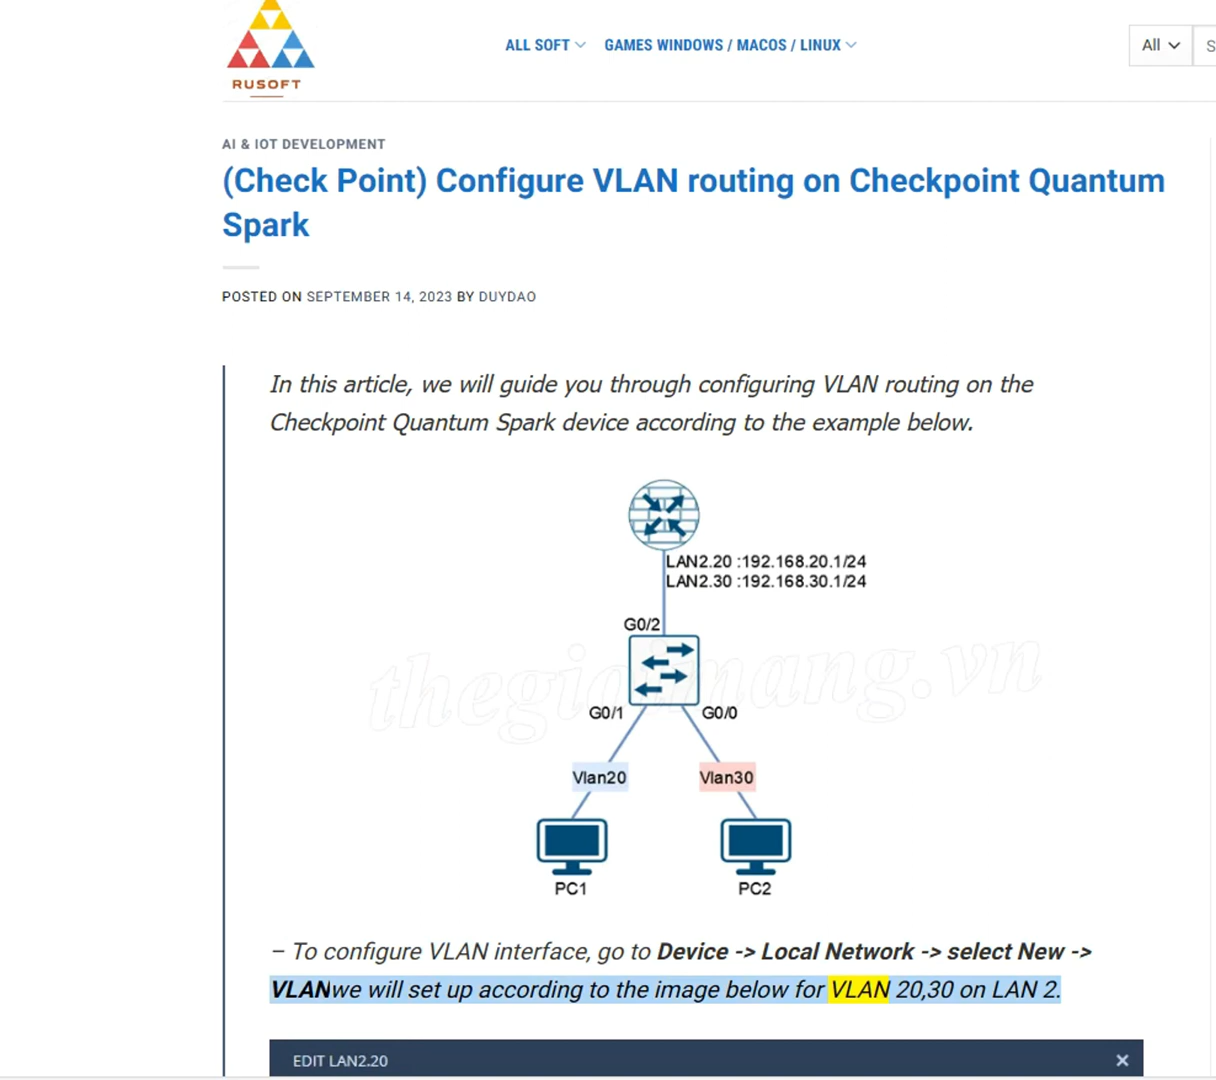 RUSOFT
ALL SOFT
GAMES WINDOWS / MACOS / LINUX
All
S
AI & IOT DEVELOPMENT
(Check Point) Configure VLAN routing on Checkpoint Quantum
Spark
POSTED ON SEPTEMBER 14, 2023 BY DUYDAO
In this article, we will guide you through configuring VLAN routing on the
Checkpoint Quantum Spark device according to the example below.
LAN2.20 :192.168.20.1/24
LAN2.30 :192.168.30.1/24
G0/2
thegioimang.vn
G0/1
G0/0
Vlan20
Vlan30
PC1
PC2
– To configure VLAN interface, go to Device -> Local Network -> select New ->
VLANwe will set up according to the image below for VLAN 20,30 on LAN 2.
EDIT LAN2.20